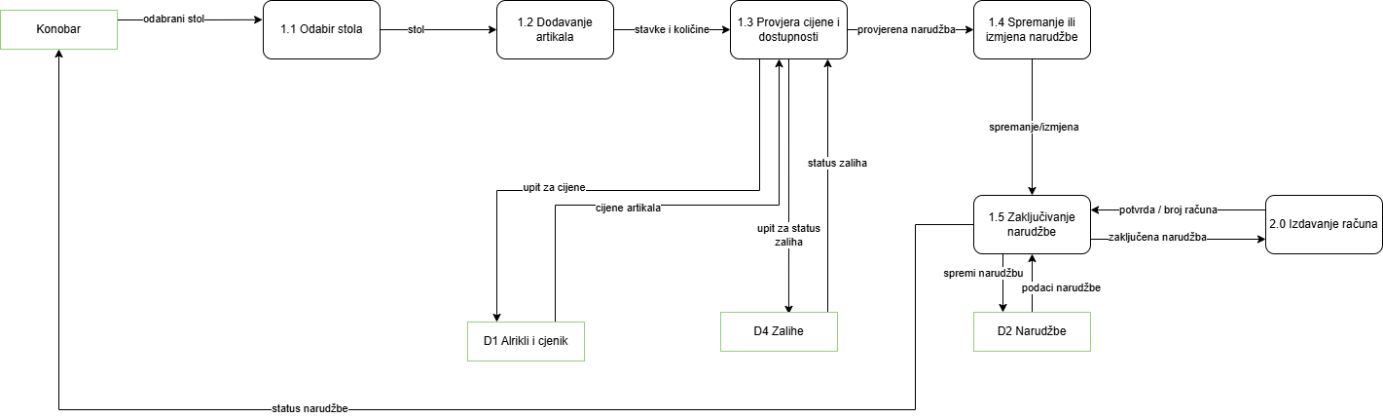 Konobar
odabrani stol
1.1 Odabir stola
stol
1.2 Dodavanje
artikala
stavke i količine
1.3 Provjera cijene i
dostupnosti
provjerena narudžba
1.4 Spremanje ili
izmjena narudžbe
spremanje/izmjena
status zaliha
upit za cijene
cijene artikala
upit za status
zaliha
1.5 Zaključivanje
narudžbe
potvrda / broj računa
zaključena narudžba
2.0 Izdavanje računa
spremi narudžbu
podaci narudžbe
D1 Alrikli i cjenik
D4 Zalihe
D2 Narudžbe
status narudžbe